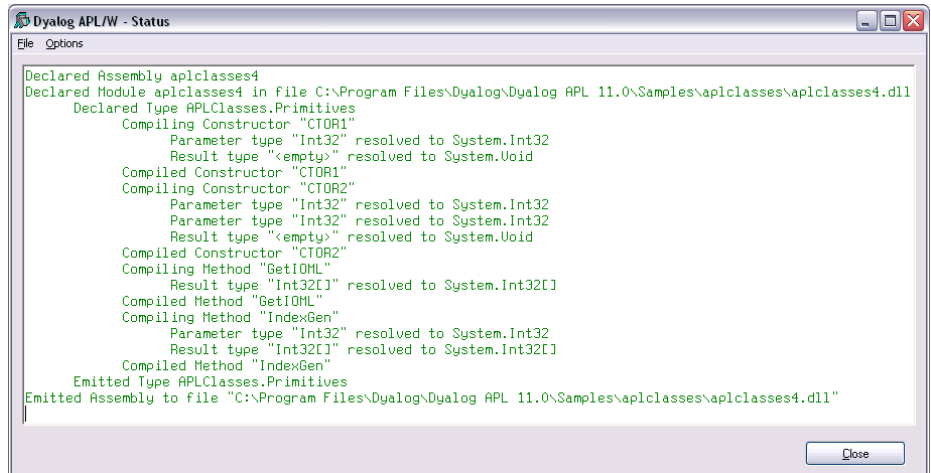 Dyalog APL/W - Status
File Options
Declared Assembly aplclasses4
Declared Module aplclasses4 in file C:\Program Files\Dyalog\Dyalog APL 11.0\Samples\aplclasses\aplclasses4.dll
Declared Type APLClasses.Primitives
Compiling Constructor "CTOR1"
Parameter type "Int32" resolved to System.Int32
Result type "<empty>" resolved to System.Void
Compiled Constructor "CTOR1"
Compiling Constructor "CTOR2"
Parameter type "Int32" resolved to System.Int32
Parameter type "Int32" resolved to System.Int32
Result type "<empty>" resolved to System.Void
Compiled Constructor "CTOR2"
Compiling Method "GetIOML"
Result type "Int32[]" resolved to System.Int32[]
Compiled Method "GetIOML"
Compiling Method "IndexGen"
Parameter type "Int32" resolved to System.Int32
Result type "Int32[]" resolved to System.Int32[]
Compiled Method "IndexGen"
Emitted Type APLClasses.Primitives
Emitted Assembly to file "C:\Program Files\Dyalog\Dyalog APL 11.0\Samples\aplclasses\aplclasses4.dll"
Close